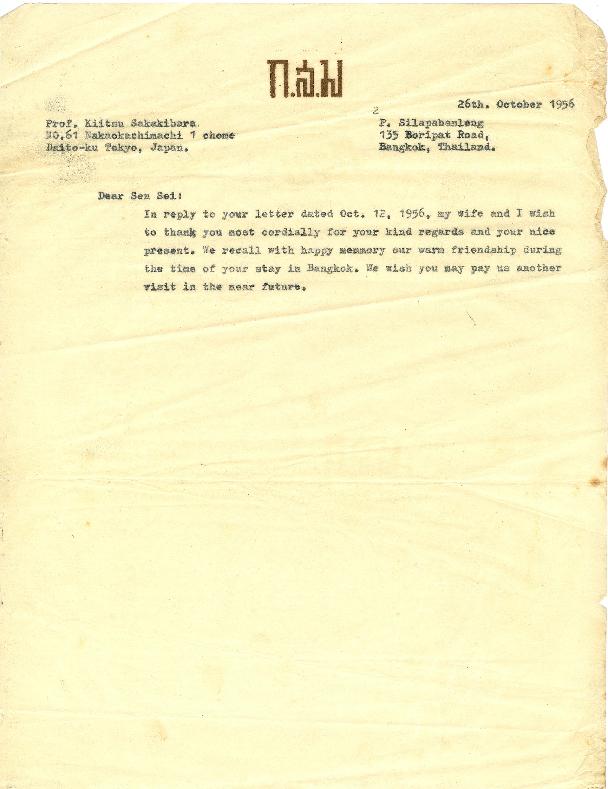 ก.ส.ม
26th. October 1956
2
Prof. Kiitsu Sakakibara
NO.61 Nakaokachimachi 1 chome
Daito-ku Tokyo, Japan.
P. Silapabanleng
135 Boripat Road,
Bangkok, Thailand.
Dear Sen Sei!
In reply to your letter dated Oct. 12, 1956, my wife and I wish
to thank you most cordially for your kind regards and your nice
present. We recall with happy memmory our warm friendship during
the time of your stay in Bangkok. We wish you may pay us another
visit in the near future.